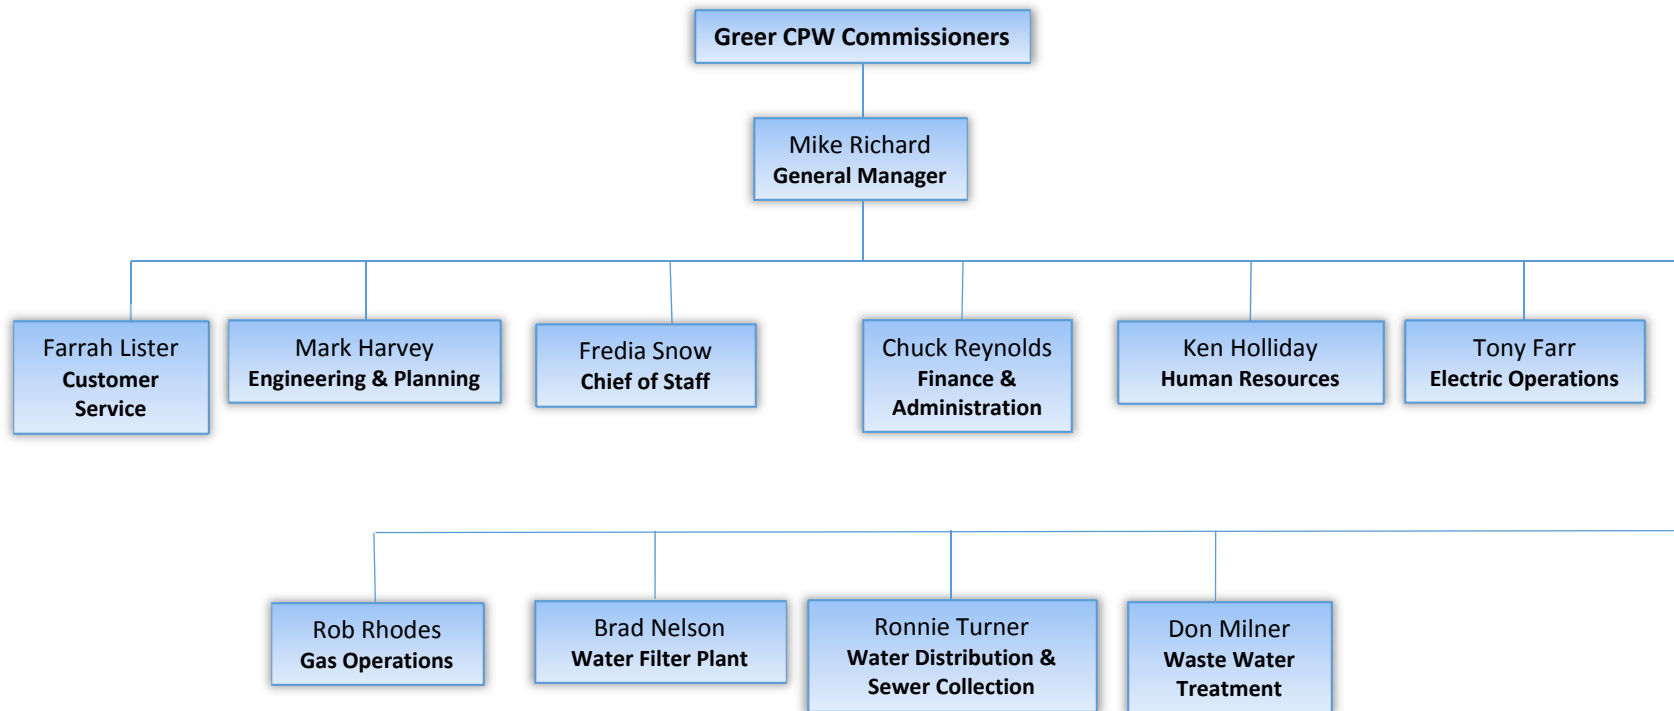 Greer CPW Commissioners
Mike Richard
General Manager
Farrah Lister
Customer
Service
Mark Harvey
Engineering & Planning
Fredia Snow
Chief of Staff
Chuck Reynolds
Finance &
Administration
Ken Holliday
Human Resources
Tony Farr
Electric Operations
Rob Rhodes
Gas Operations
Brad Nelson
Water Filter Plant
Ronnie Turner
Water Distribution &
Sewer Collection
Don Milner
Waste Water
Treatment